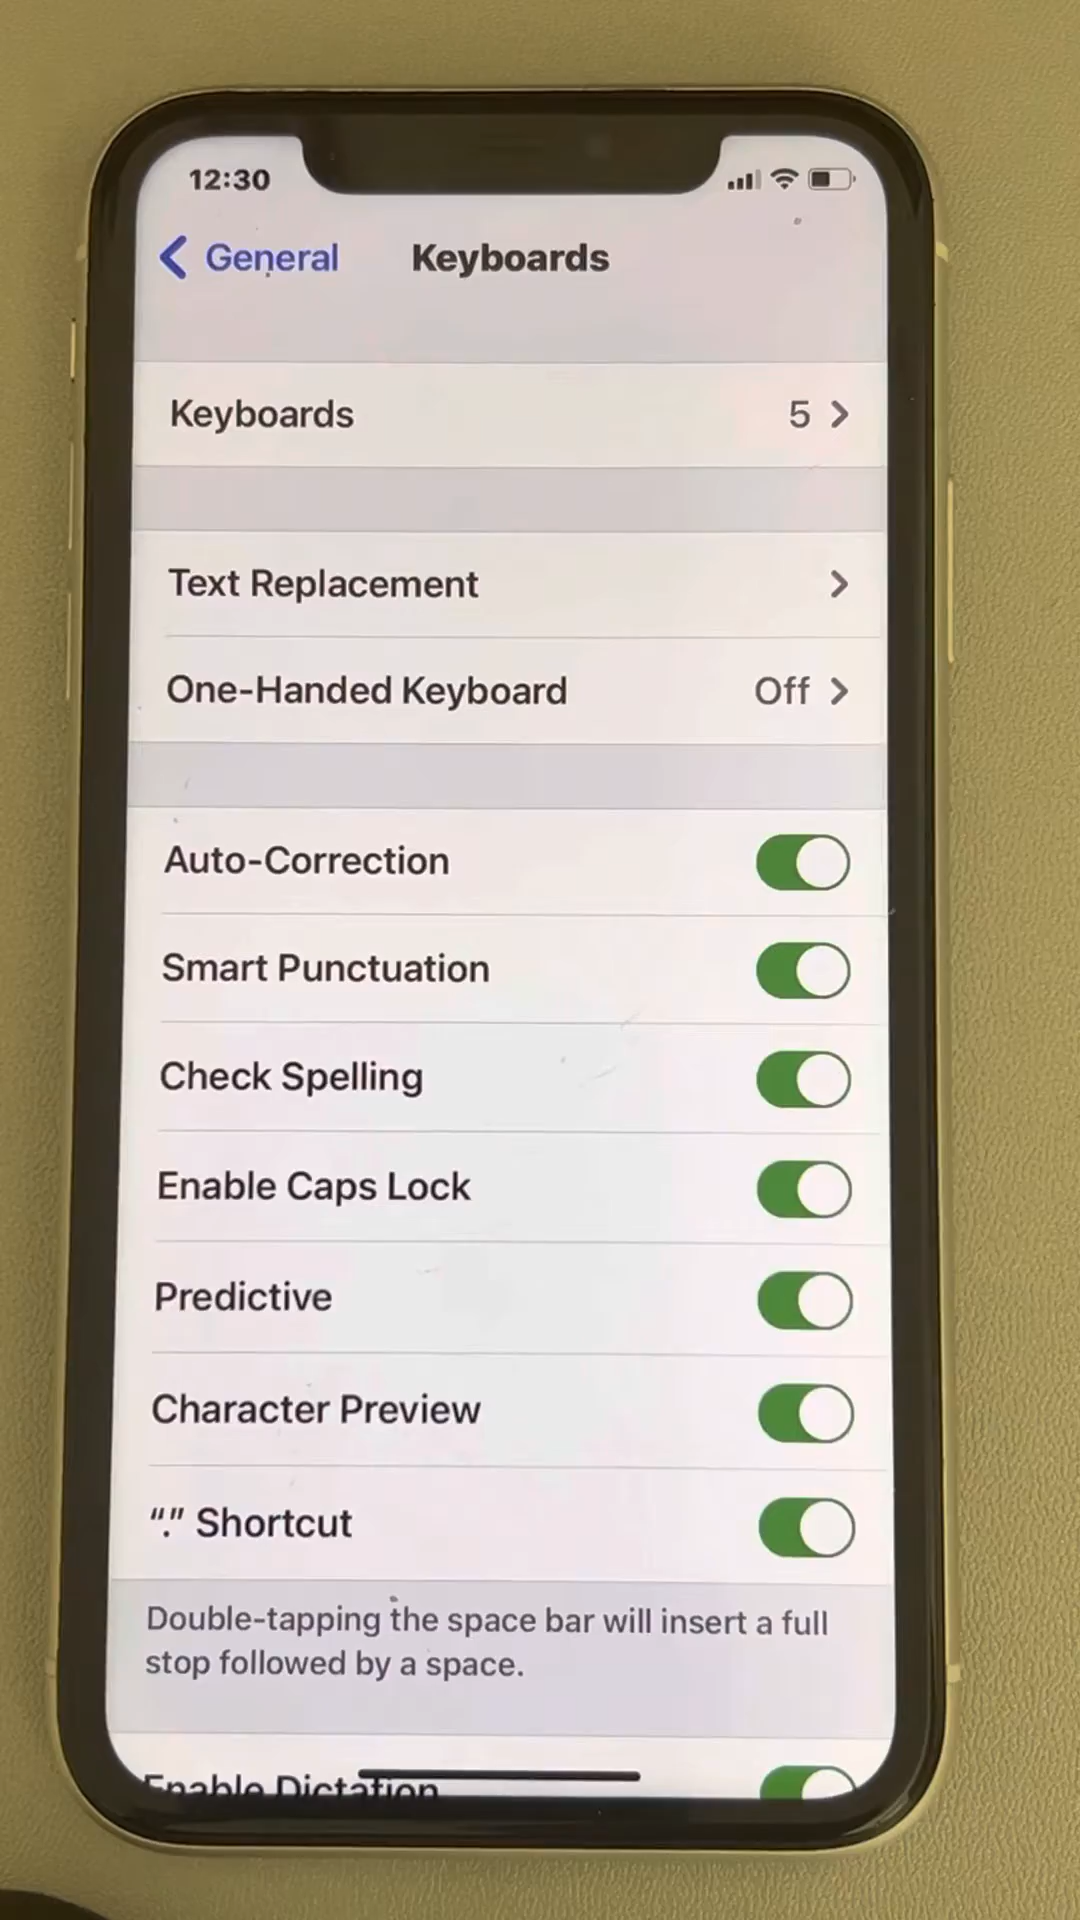 12:30
General Keyboards
Keyboards 5
Text Replacement
One-Handed Keyboard Off
Auto-Correction
Smart Punctuation
Check Spelling
Enable Caps Lock
Predictive
Character Preview
“.” Shortcut
Double-tapping the space bar will insert a full
stop followed by a space.
Enable Dictation